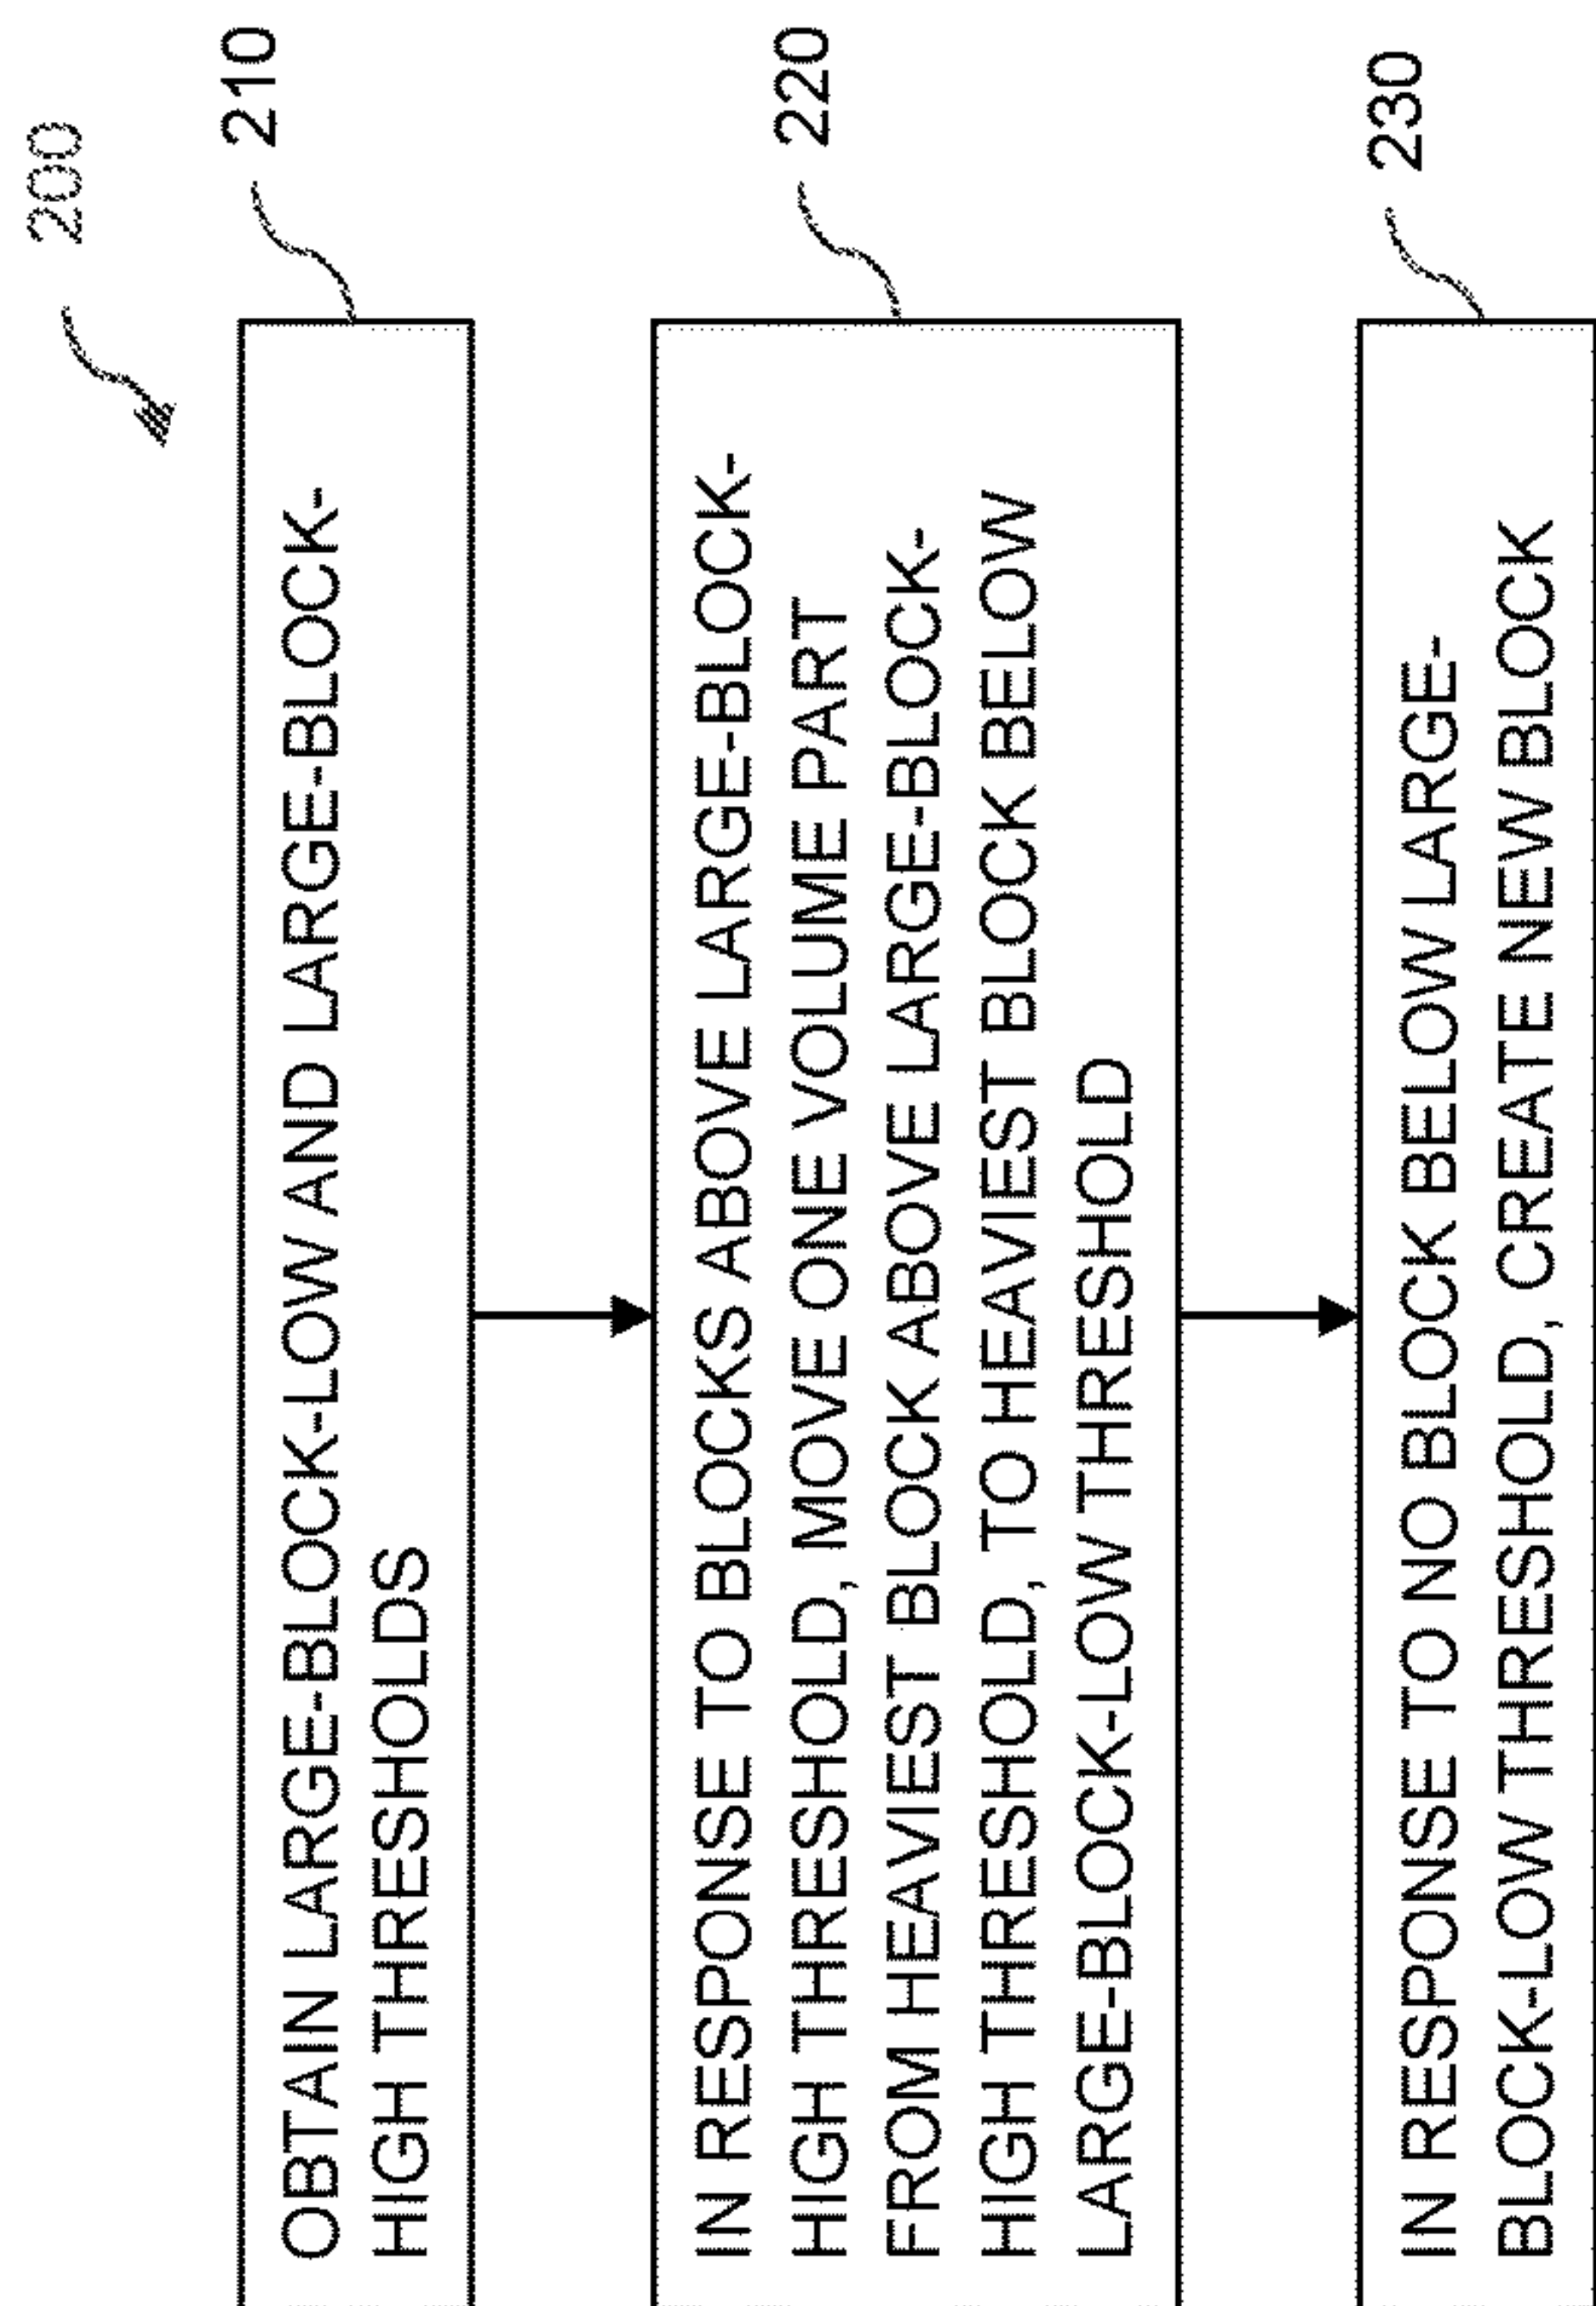 200
210
OBTAIN LARGE-BLOCK-LOW AND LARGE-BLOCK-
HIGH THRESHOLDS
220
IN RESPONSE TO BLOCKS ABOVE LARGE-BLOCK-
HIGH THRESHOLD, MOVE ONE VOLUME PART
FROM HEAVIEST BLOCK ABOVE LARGE-BLOCK-
HIGH THRESHOLD, TO HEAVIEST BLOCK BELOW
LARGE-BLOCK-LOW THRESHOLD
230
IN RESPONSE TO NO BLOCK BELOW LARGE-
BLOCK-LOW THRESHOLD, CREATE NEW BLOCK